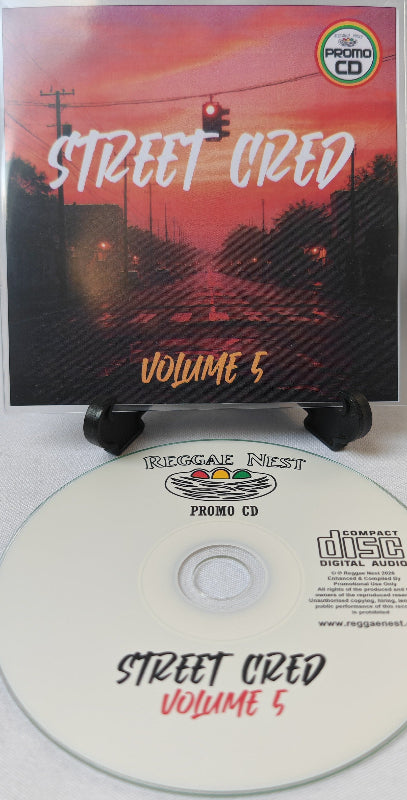 PROMO
CD
STREET CRED
VOLUME 5
REGGAE NEST
PROMO CD
COMPACT
disc
DIGITAL AUDIO
Reggae Nest
Enhanced & Compiled By
Promotional Use Only
All rights of the produced and
owners of the reproduced
Unauthorised copying, hiring,
public performance of this
is prohibited
www.reggaenest.
STREET CRED
VOLUME 5